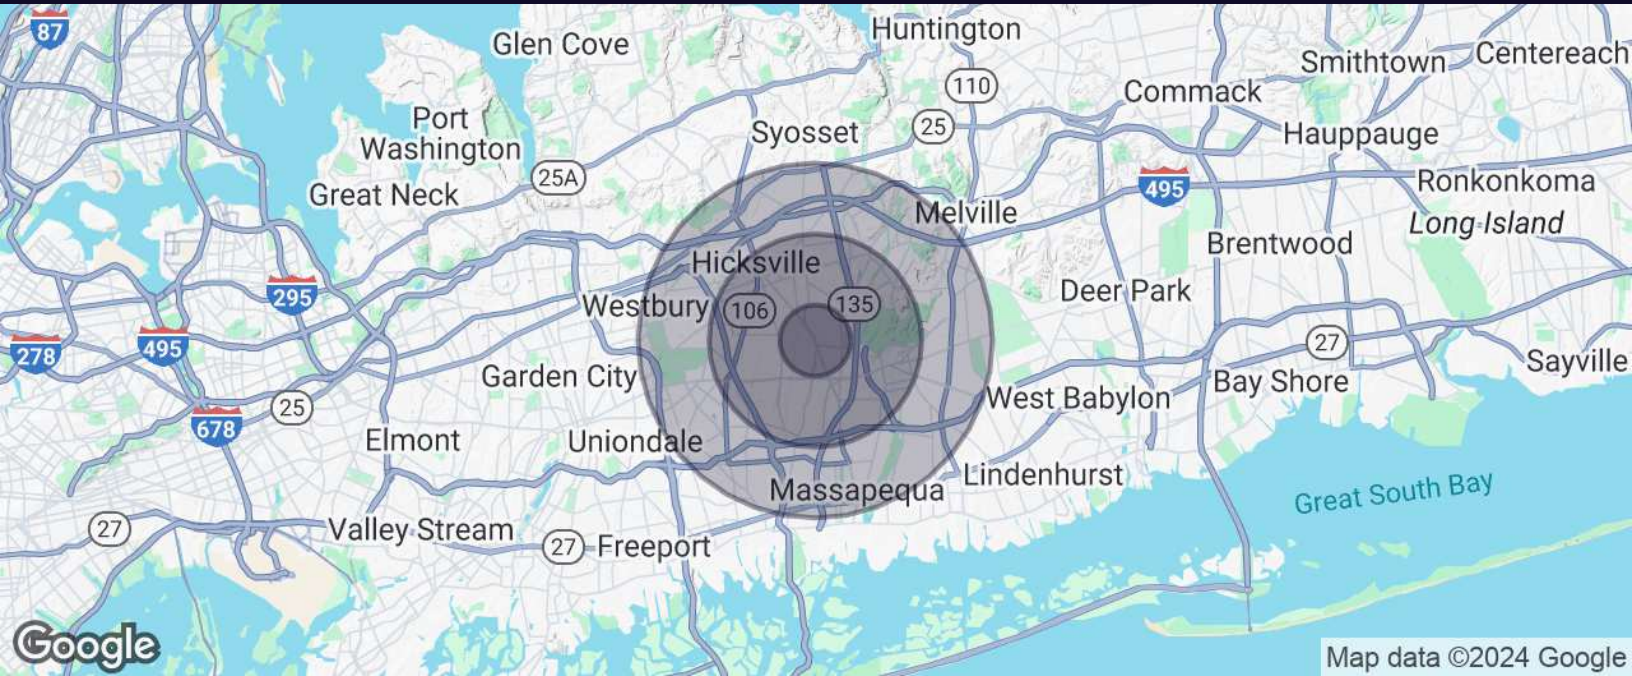 87
Glen Cove
Huntington
Smithtown
Centereach
110
Commack
Port
Washington
Syosset
25
Hauppauge
25A
Great Neck
495
Ronkonkoma
Melville
Long Island
Brentwood
Hicksville
295
Westbury
106
135
Deer Park
278
495
27
Sayville
Garden City
West Babylon
Bay Shore
25
678
Elmont
Uniondale
Lindenhurst
Massapequa
Great South Bay
27
Valley Stream
27
Freeport
Google
Map data ©2024 Google